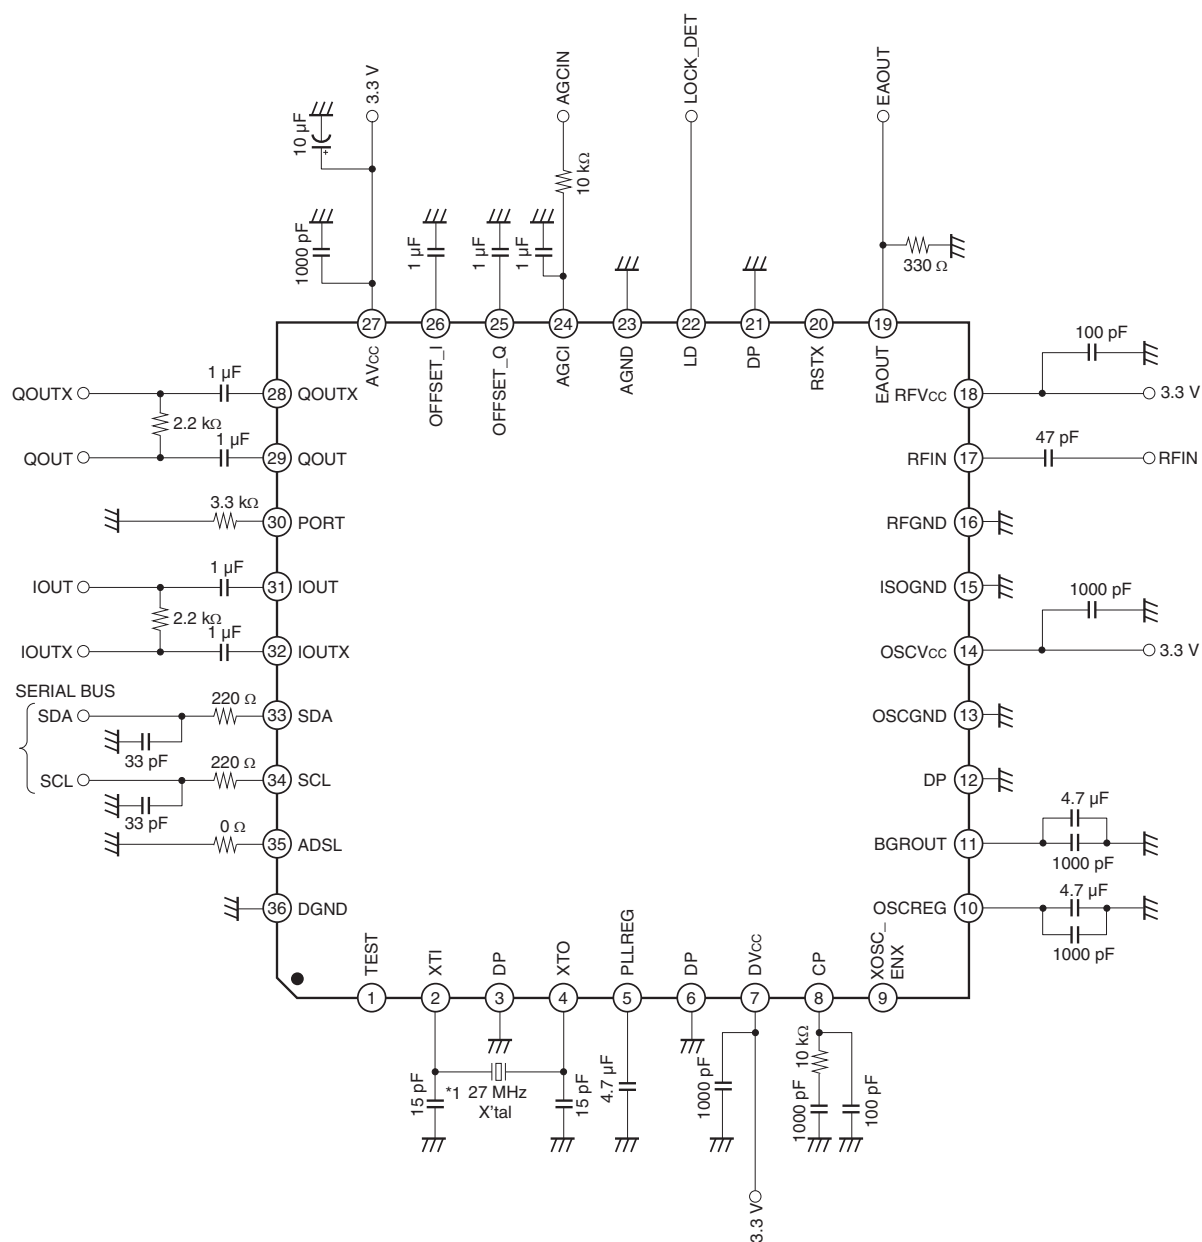 3.3 V
AGCIN
LOCK_DET
EAOUT
10 µF
10 kΩ
1000 pF
1 µF
1 µF
1 µF
330 Ω
27
26
25
24
23
22
21
20
19
AVCC
OFFSET_I
OFFSET_Q
AGCI
AGND
LD
DP
RSTX
EAOUT
QOUTX
1 µF
28
QOUTX
2.2 kΩ
QOUT
1 µF
29
QOUT
3.3 kΩ
30
PORT
IOUT
1 µF
31
IOUT
2.2 kΩ
IOUTX
1 µF
32
IOUTX
SERIAL BUS
SDA
220 Ω
33
SDA
33 pF
SCL
220 Ω
34
SCL
33 pF
0 Ω
35
ADSL
36
DGND
100 pF
RFVCC
18
3.3 V
47 pF
RFIN
17
RFIN
RFGND
16
ISOGND
15
1000 pF
OSCVCC
14
3.3 V
OSCGND
13
DP
12
4.7 µF
BGROUT
11
1000 pF
OSCREG
10
4.7 µF
1000 pF
TEST
XTI
DP
XTO
PLLREG
DP
DVCC
CP
XOSC_
ENX
1
2
3
4
5
6
7
8
9
15 pF
*1
27 MHz
X'tal
15 pF
4.7 µF
1000 pF
10 kΩ
1000 pF
100 pF
3.3 V